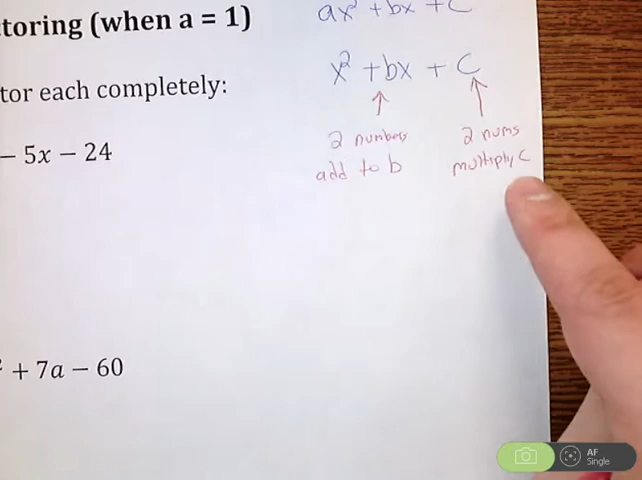 ax² + bx + C
toring (when a = 1)
x² + bx + C
tor each completely:
2 numbers
add to b
2 nums
multiply C
− 5x − 24
² + 7a − 60
AF
Single